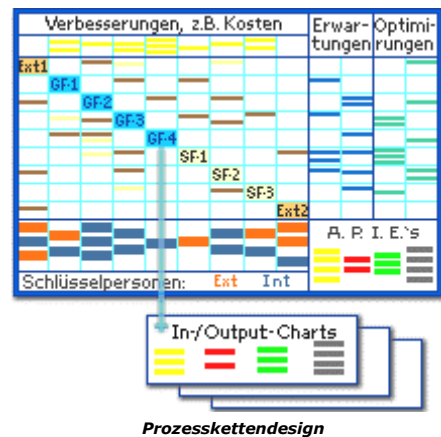 Verbesserungen, z.B. Kosten
Erwar-
tungen
Optimi-
rungen
Ext1
GF-1
GF-2
GF-3
GF-4
SF-1
SF-2
SF-3
Ext2
A. P. I. E.'s
Schlüsselpersonen: Ext Int
In-/Output-Charts
Prozesskettendesign